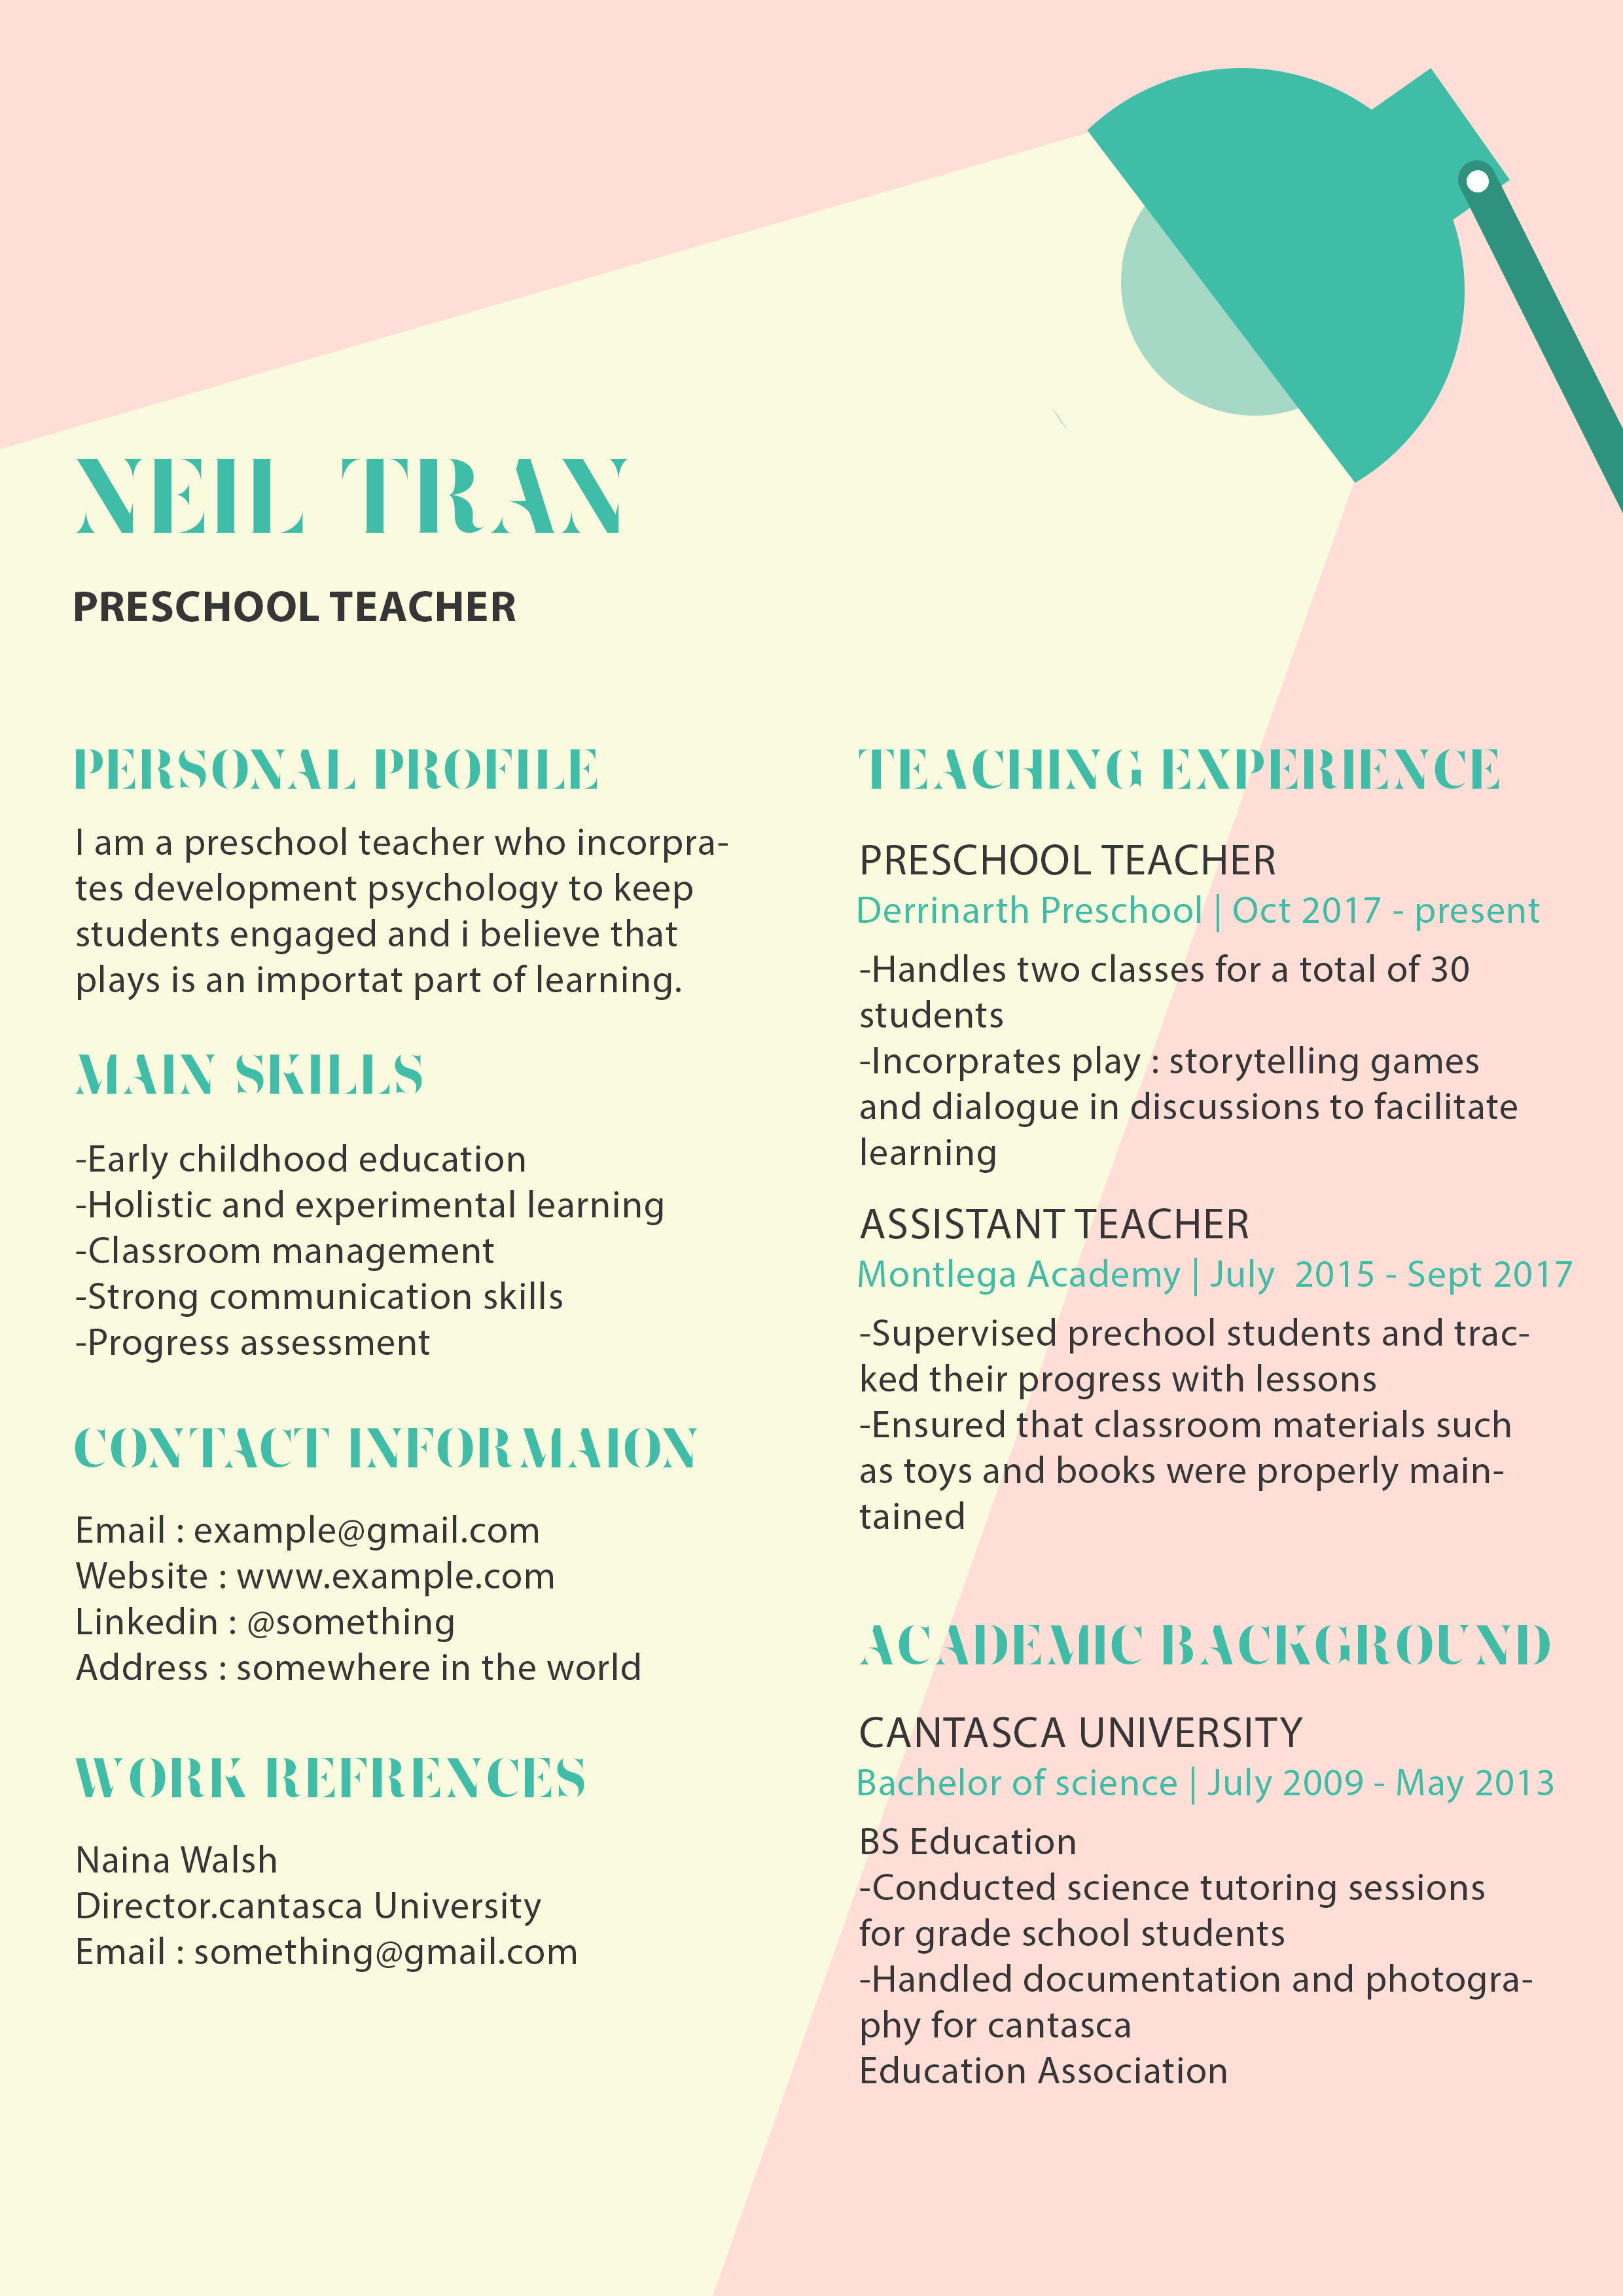 NEIL TRAN
PRESCHOOL TEACHER
PERSONAL PROFILE
I am a preschool teacher who incorpra-
tes development psychology to keep
students engaged and i believe that
plays is an importat part of learning.
MAIN SKILLS
-Early childhood education
-Holistic and experimental learning
-Classroom management
-Strong communication skills
-Progress assessment
CONTACT INFORMAION
Email : example@gmail.com
Website : www.example.com
Linkedin : @something
Address : somewhere in the world
WORK REFRENCES
Naina Walsh
Director.cantasca University
Email : something@gmail.com
TEACHING EXPERIENCE
PRESCHOOL TEACHER
Derrinarth Preschool | Oct 2017 - present
-Handles two classes for a total of 30
students
-Incorprates play : storytelling games
and dialogue in discussions to facilitate
learning
ASSISTANT TEACHER
Montlega Academy | July  2015 - Sept 2017
-Supervised prechool students and trac-
ked their progress with lessons
-Ensured that classroom materials such
as toys and books were properly main-
tained
ACADEMIC BACKGROUND
CANTASCA UNIVERSITY
Bachelor of science | July 2009 - May 2013
BS Education
-Conducted science tutoring sessions
for grade school students
-Handled documentation and photogra-
phy for cantasca
Education Association